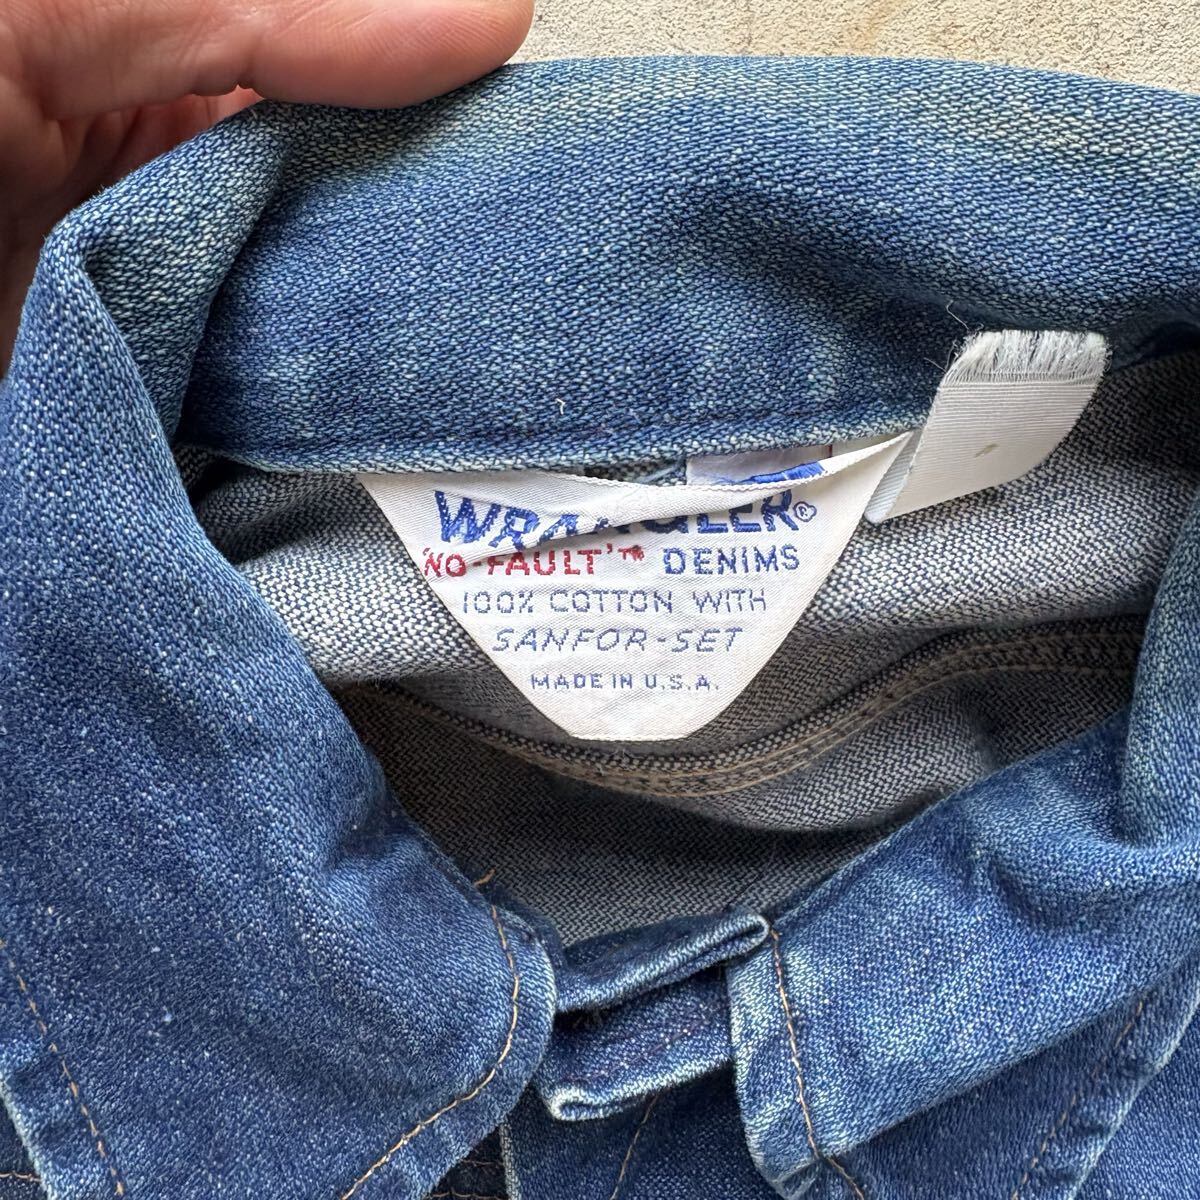 WRANGLER®
'NO-FAULT'™ DENIMS
100% COTTON WITH
SANFOR-SET
MADE IN U.S.A.